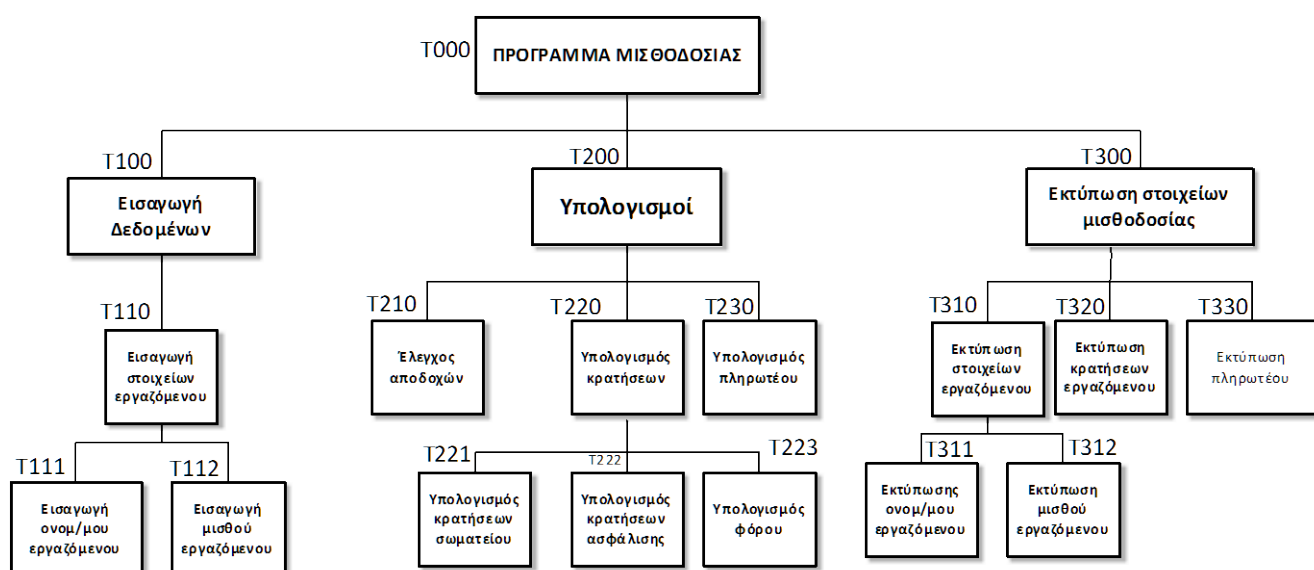 T000
ΠΡΟΓΡΑΜΜΑ ΜΙΣΘΟΔΟΣΙΑΣ
T100
Εισαγωγή
Δεδομένων
T200
Υπολογισμοί
T300
Εκτύπωση στοιχείων
μισθοδοσίας
T110
Εισαγωγή
στοιχείων
εργαζόμενου
T210
Έλεγχος
αποδοχών
T220
Υπολογισμός
κρατήσεων
T230
Υπολογισμός
πληρωτέου
T310
Εκτύπωση
στοιχείων
εργαζόμενου
T320
Εκτύπωση
κρατήσεων
εργαζόμενου
T330
Εκτύπωση
πληρωτέου
T111
Εισαγωγή
ονομ/μου
εργαζόμενου
T112
Εισαγωγή
μισθού
εργαζόμενου
T221
Υπολογισμός
κρατήσεων
σωματείου
T222
Υπολογισμός
κρατήσεων
ασφάλισης
T223
Υπολογισμός
φόρου
T311
Εκτύπωσης
ονομ/μου
εργαζόμενου
T312
Εκτύπωση
μισθού
εργαζόμενου